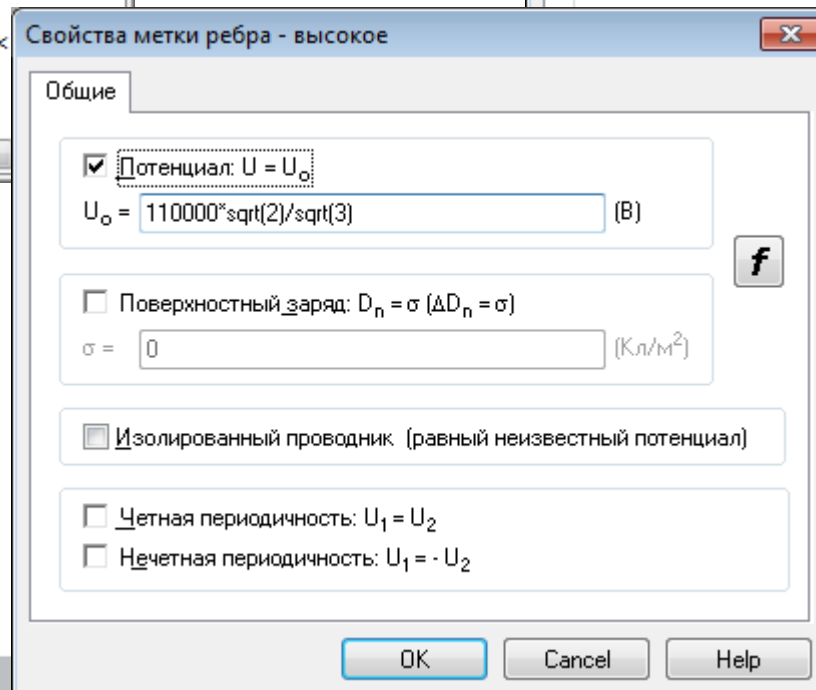 Свойства метки ребра - высокое
Общие
Потенциал: U = Uo
Uo = 110000*sqrt(2)/sqrt(3) (В)
f
Поверхностный заряд: Dn = σ (ΔDn = σ)
σ = 0 (Кл/м2)
Изолированный проводник (равный неизвестный потенциал)
Четная периодичность: U1 = U2
Нечетная периодичность: U1 = - U2
OK Cancel Help